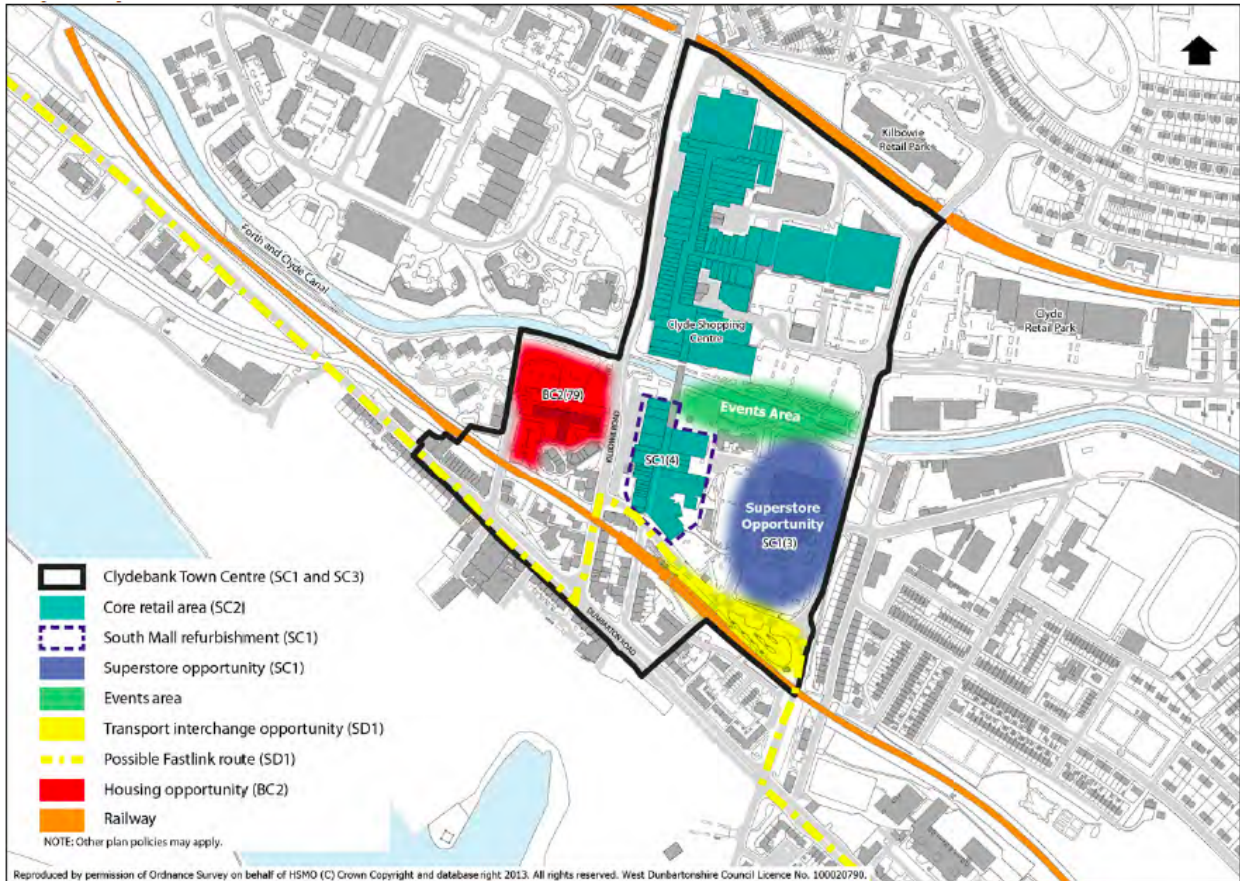 Kilbowie
Retail Park
Forth and Clyde Canal
Clyde Shopping
Centre
Clyde
Retail Park
BC2(79)
KILBOWIE ROAD
Events Area
SC1(4)
Superstore
Opportunity
SC1(3)
DUMBARTON ROAD
Clydebank Town Centre (SC1 and SC3)
Core retail area (SC2)
South Mall refurbishment (SC1)
Superstore opportunity (SC1)
Events area
Transport interchange opportunity (SD1)
Possible Fastlink route (SD1)
Housing opportunity (BC2)
Railway
NOTE: Other plan policies may apply.
Reproduced by permission of Ordnance Survey on behalf of HSMO (C) Crown Copyright and database right 2013. All rights reserved. West Dunbartonshire Council Licence No. 100020790.